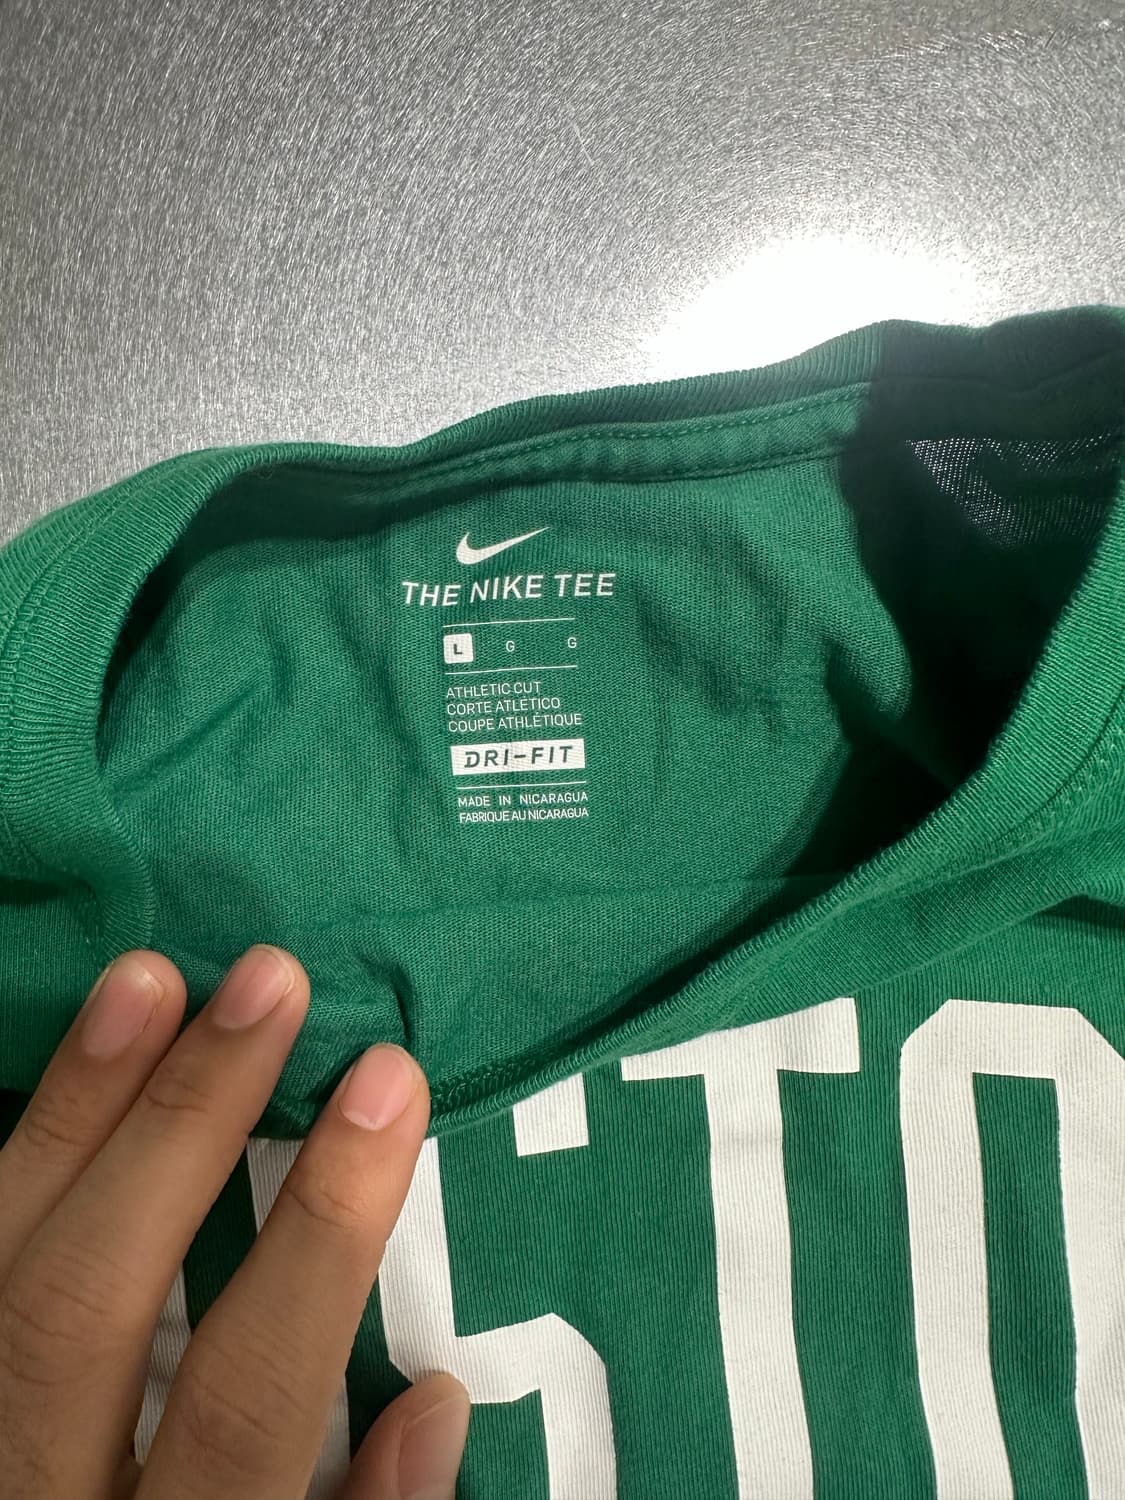 THE NIKE TEE
L G G
ATHLETIC CUT
CORTE ATLÉTICO
COUPE ATHLÉTIQUE
DRI-FIT
MADE IN NICARAGUA
FABRIQUE AU NICARAGUA
STO